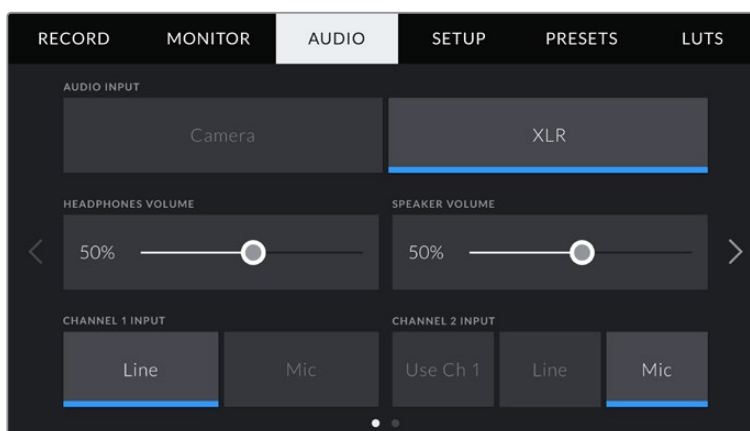 RECORD MONITOR AUDIO SETUP PRESETS LUTS
AUDIO INPUT
Camera XLR
HEADPHONES VOLUME SPEAKER VOLUME
50% 50%
CHANNEL 1 INPUT CHANNEL 2 INPUT
Line Mic Use Ch 1 Line Mic